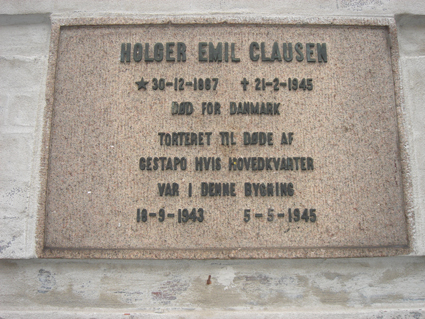 HOLGER EMIL CLAUSEN
★ 30-12-1887 ✝ 21-2-1945
DØD FOR DANMARK
TORTERET TIL DØDE AF
GESTAPO HVIS HOVEDKVARTER
VAR I DENNE BYGNING
18-9-1943 5-5-1945